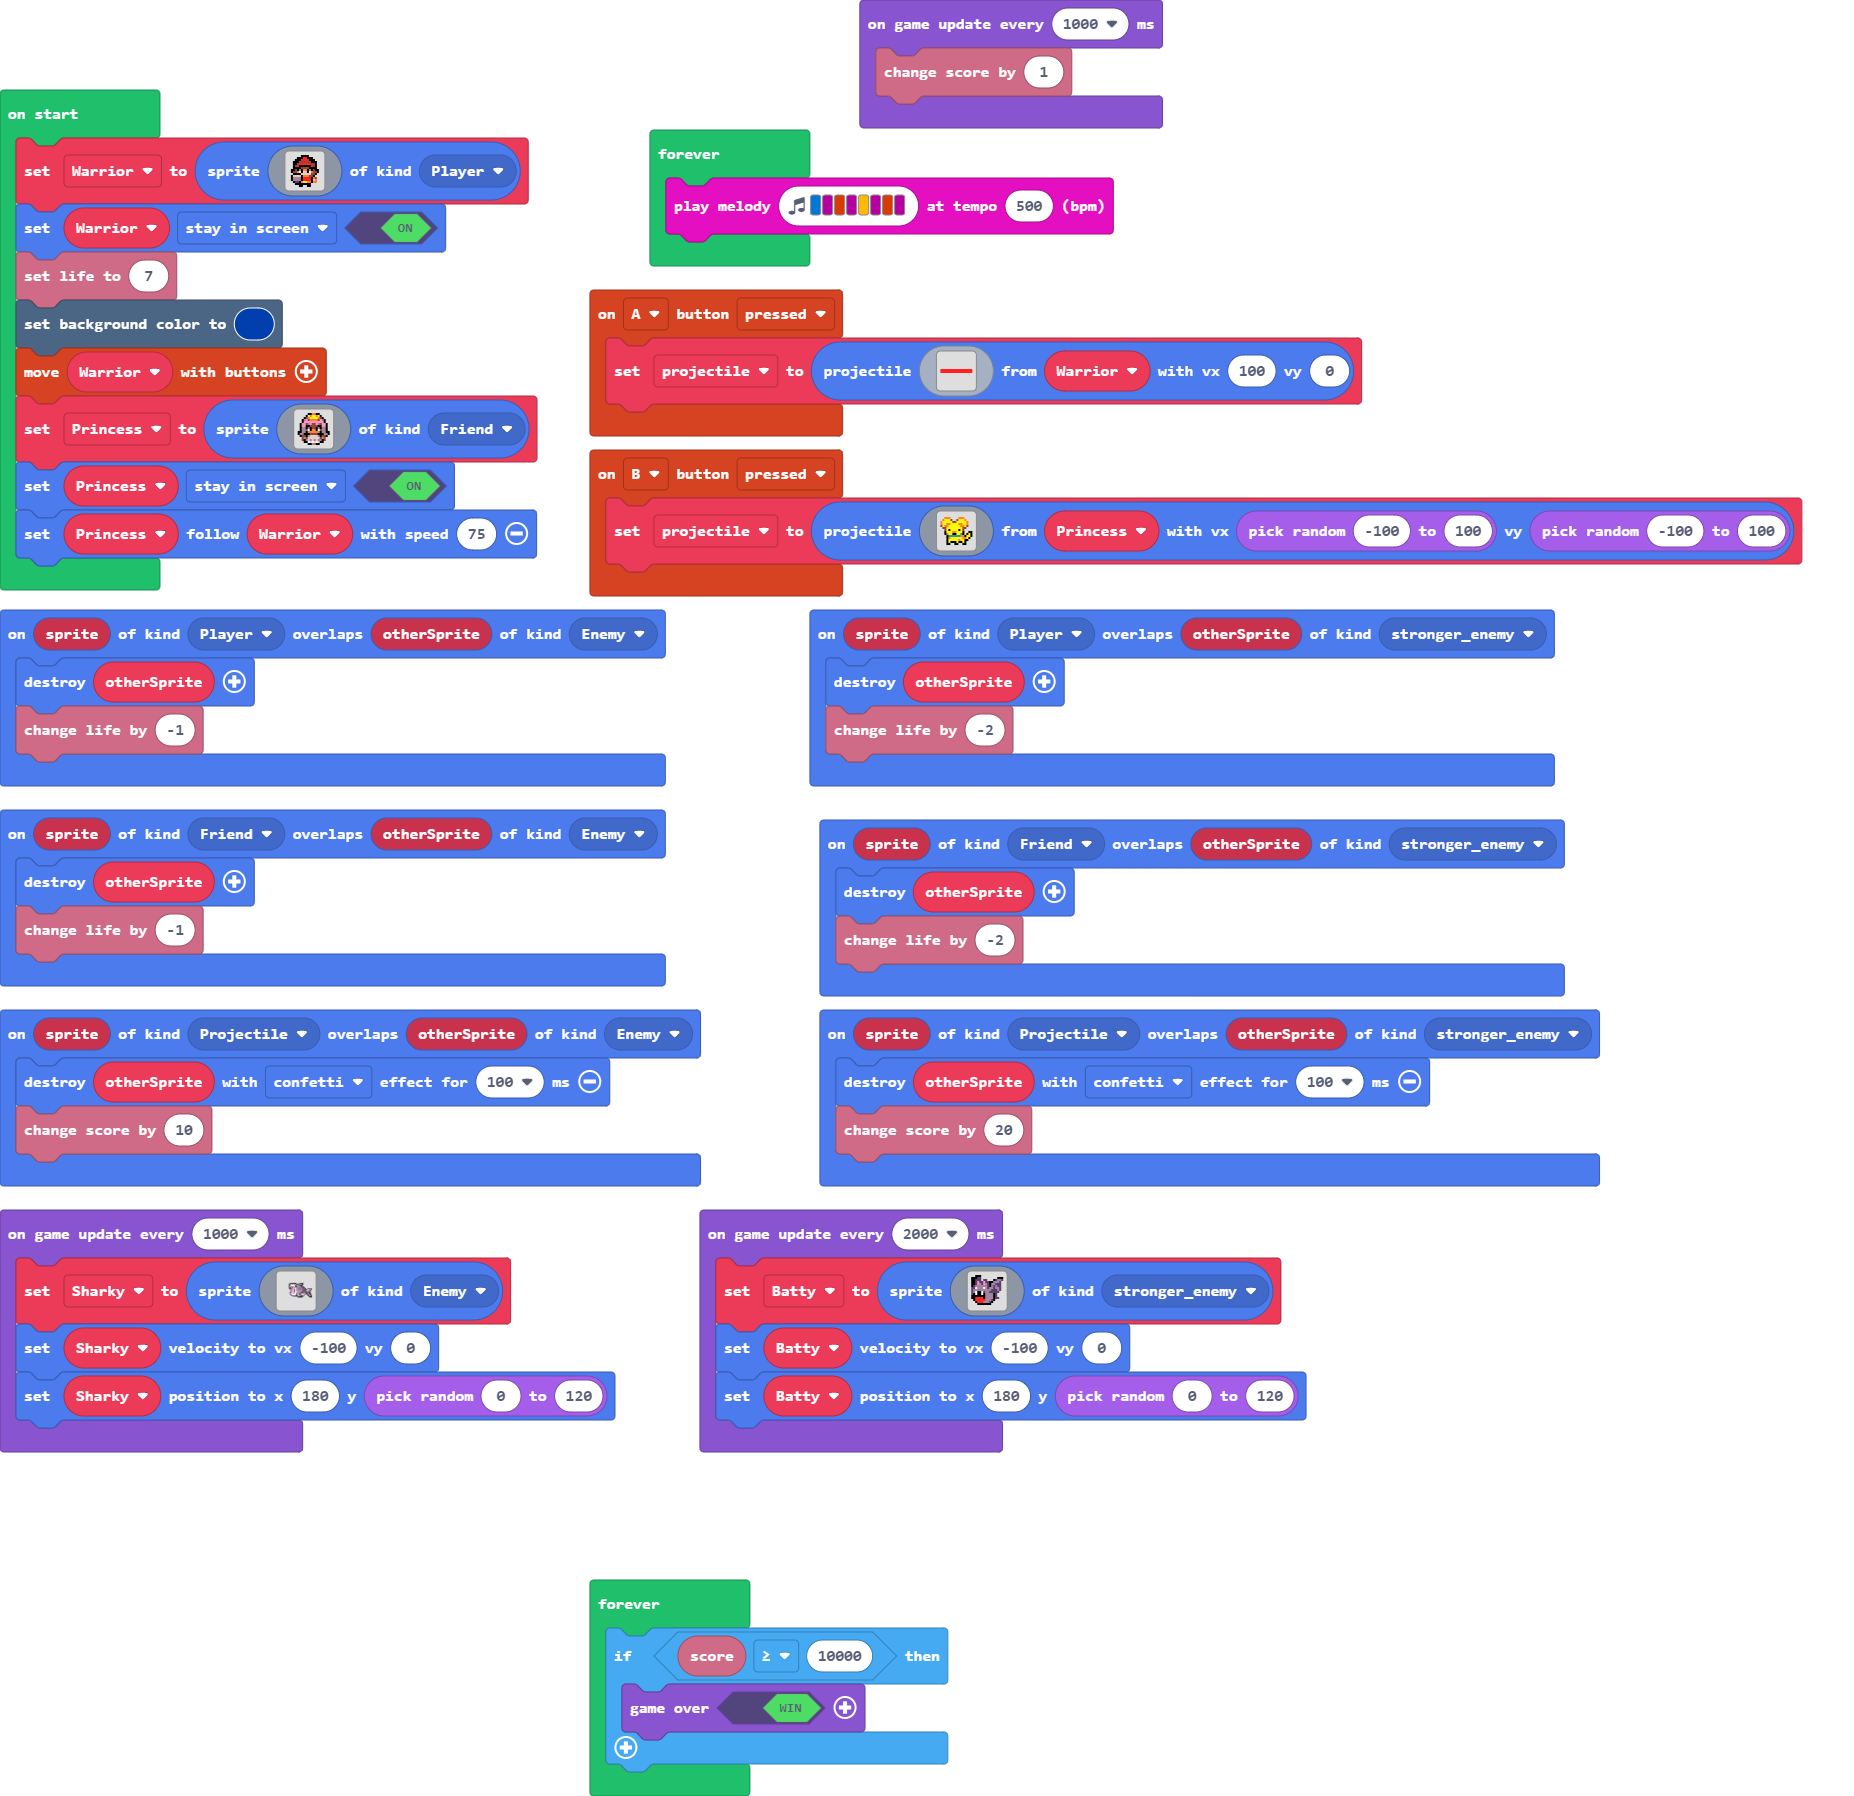 on game update every 1000 ms
change score by 1
on start
set Warrior to sprite of kind Player
set Warrior stay in screen ON
set life to 7
set background color to
move Warrior with buttons
set Princess to sprite of kind Friend
set Princess stay in screen ON
set Princess follow Warrior with speed 75
forever
play melody at tempo 500 (bpm)
on A button pressed
set projectile to projectile from Warrior with vx 100 vy 0
on B button pressed
set projectile to projectile from Princess with vx pick random -100 to 100 vy pick random -100 to 100
on sprite of kind Player overlaps otherSprite of kind Enemy
destroy otherSprite
change life by -1
on sprite of kind Player overlaps otherSprite of kind stronger_enemy
destroy otherSprite
change life by -2
on sprite of kind Friend overlaps otherSprite of kind Enemy
destroy otherSprite
change life by -1
on sprite of kind Friend overlaps otherSprite of kind stronger_enemy
destroy otherSprite
change life by -2
on sprite of kind Projectile overlaps otherSprite of kind Enemy
destroy otherSprite with confetti effect for 100 ms
change score by 10
on sprite of kind Projectile overlaps otherSprite of kind stronger_enemy
destroy otherSprite with confetti effect for 100 ms
change score by 20
on game update every 1000 ms
set Sharky to sprite of kind Enemy
set Sharky velocity to vx -100 vy 0
set Sharky position to x 180 y pick random 0 to 120
on game update every 2000 ms
set Batty to sprite of kind stronger_enemy
set Batty velocity to vx -100 vy 0
set Batty position to x 180 y pick random 0 to 120
forever
if score ≥ 10000 then
game over WIN